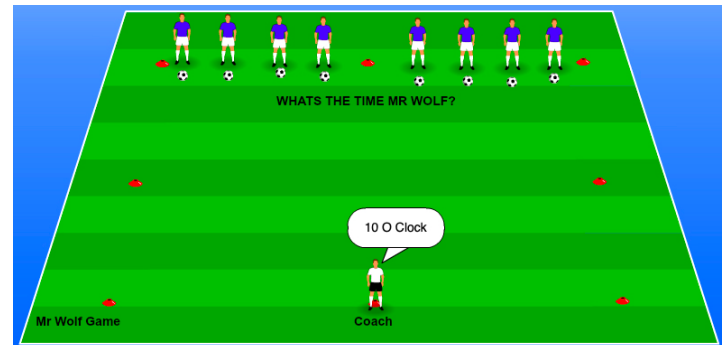 WHATS THE TIME MR WOLF?
10 O Clock
Mr Wolf Game
Coach